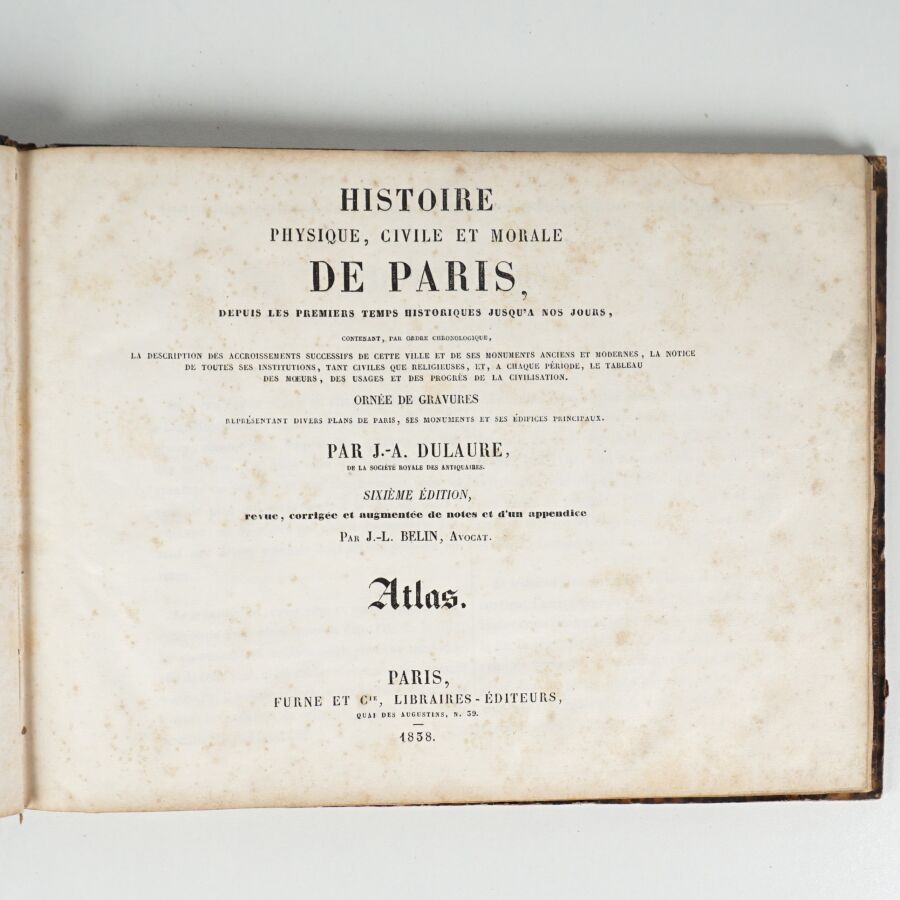 HISTOIRE
PHYSIQUE, CIVILE ET MORALE
DE PARIS,
DEPUIS LES PREMIERS TEMPS HISTORIQUES JUSQU'A NOS JOURS,
CONTENANT, PAR ORDRE CHRONOLOGIQUE,
LA DESCRIPTION DES ACCROISSEMENTS SUCCESSIFS DE CETTE VILLE ET DE SES MONUMENTS ANCIENS ET MODERNES, LA NOTICE
DE TOUTES SES INSTITUTIONS, TANT CIVILES QUE RELIGIEUSES, ET, A CHAQUE PÉRIODE, LE TABLEAU
DES MŒURS, DES USAGES ET DES PROGRÈS DE LA CIVILISATION.
ORNÉE DE GRAVURES
REPRÉSENTANT DIVERS PLANS DE PARIS, SES MONUMENTS ET SES ÉDIFICES PRINCIPAUX.
PAR J.-A. DULAURE,
DE LA SOCIÉTÉ ROYALE DES ANTIQUAIRES.
SIXIÈME ÉDITION,
revue, corrigée et augmentée de notes et d'un appendice
PAR J.-L. BELIN, AVOCAT.
Atlas.
PARIS,
FURNE ET Cie, LIBRAIRES-ÉDITEURS,
QUAI DES AUGUSTINS, N. 39.
1838.